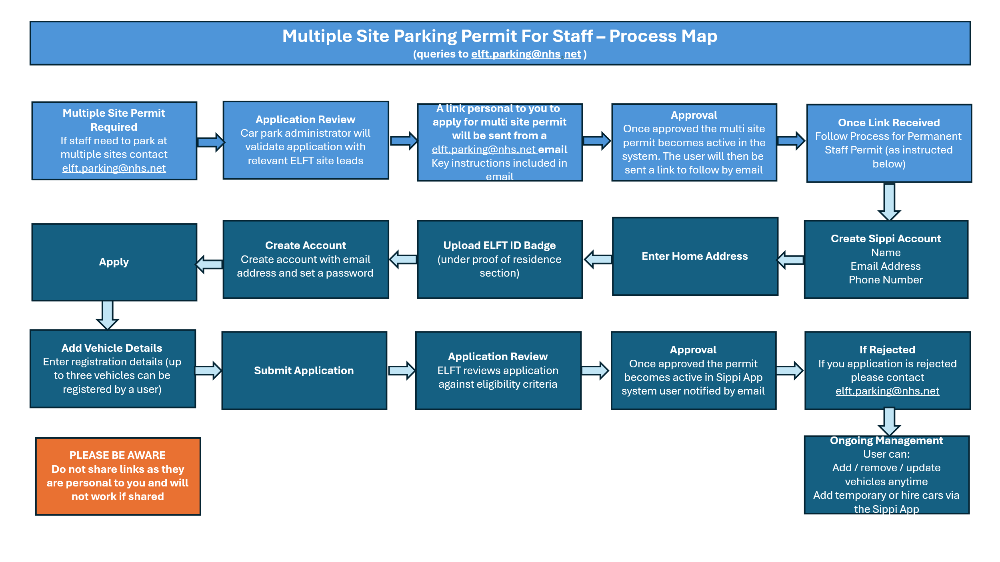 Multiple Site Parking Permit For Staff – Process Map
(queries to elft.parking@nhs.net )
Multiple Site Permit
Required
If staff need to park at
multiple sites contact
elft.parking@nhs.net
Application Review
Car park administrator will
validate application with
relevant ELFT site leads
A link personal to you to
apply for multi site permit
will be sent from a
elft.parking@nhs.net email
Key instructions included in
email
Approval
Once approved the multi site
permit becomes active in the
system. The user will then be
sent a link to follow by email
Once Link Received
Follow Process for Permanent
Staff Permit (as instructed
below)
Create Sippi Account
Name
Email Address
Phone Number
Enter Home Address
Upload ELFT ID Badge
(under proof of residence
section)
Create Account
Create account with email
address and set a password
Apply
Add Vehicle Details
Enter registration details (up
to three vehicles can be
registered by a user)
Submit Application
Application Review
ELFT reviews application
against eligibility criteria
Approval
Once approved the permit
becomes active in Sippi App
system user notified by email
If Rejected
If you application is rejected
please contact
elft.parking@nhs.net
Ongoing Management
User can:
Add / remove / update
vehicles anytime
Add temporary or hire cars via
the Sippi App
PLEASE BE AWARE
Do not share links as they
are personal to you and will
not work if shared